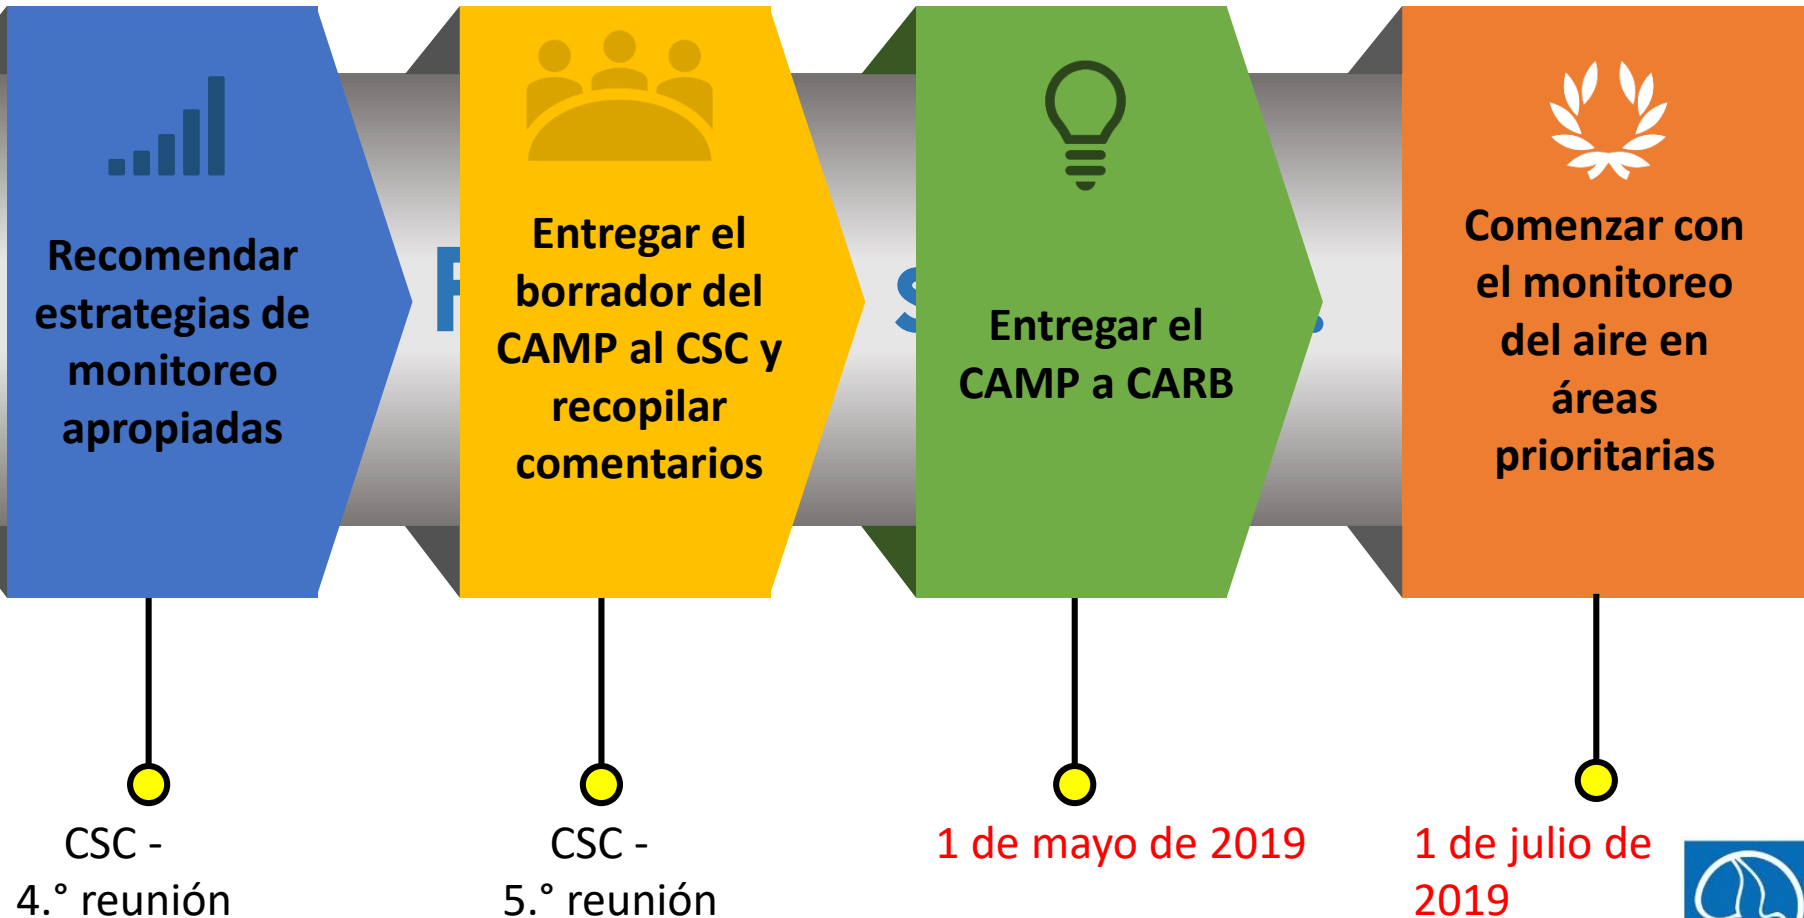 Recomendar
estrategias de
monitoreo
apropiadas
Entregar el
borrador del
CAMP al CSC y
recopilar
comentarios
Entregar el
CAMP a CARB
Comenzar con
el monitoreo
del aire en
áreas
prioritarias
CSC -
4.° reunión
CSC -
5.° reunión
1 de mayo de 2019
1 de julio de
2019